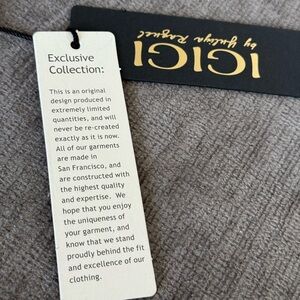 Exclusive
Collection:
This is an original
design produced in
extremely limited
quantities, and will
never be re-created
exactly as it is now.
All of our garments
are made in
San Francisco, and
are constructed with
the highest quality
and expertise. We
hope that you enjoy
the uniqueness of
your garment, and
know that we stand
proudly behind the fit
and excellence of our
clothing.
IGIGI
by Yuliya Raquel